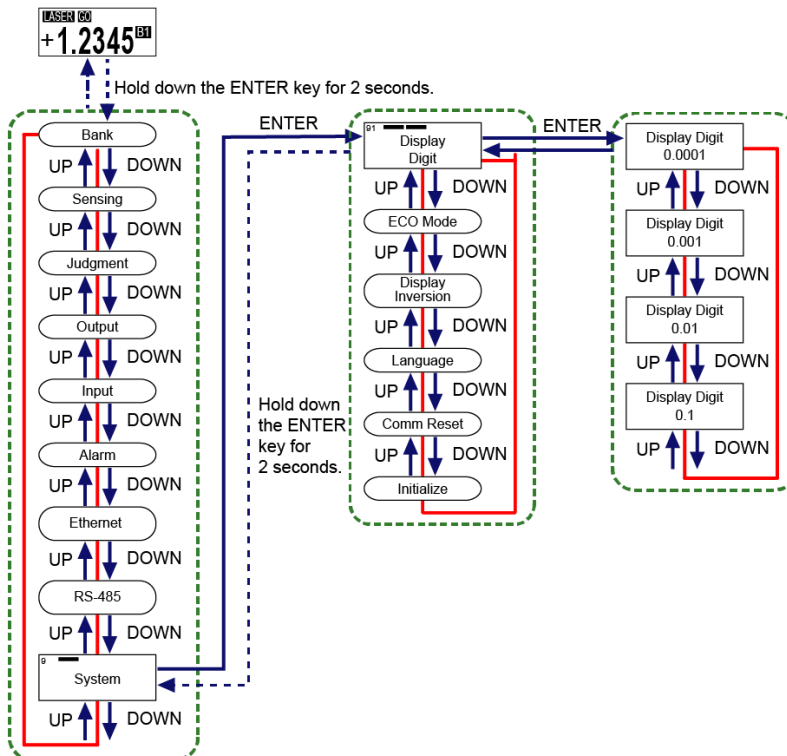 LASER GO
+1.2345 B1
Hold down the ENTER key for 2 seconds.
Bank
UP DOWN
Sensing
UP DOWN
Judgment
UP DOWN
Output
UP DOWN
Input
UP DOWN
Alarm
UP DOWN
Ethernet
UP DOWN
RS-485
UP DOWN
9
System
UP DOWN
ENTER
Hold down
the ENTER
key for
2 seconds.
91
Display
Digit
UP DOWN
ECO Mode
UP DOWN
Display
Inversion
UP DOWN
Language
UP DOWN
Comm Reset
UP DOWN
Initialize
ENTER
Display Digit
0.0001
UP DOWN
Display Digit
0.001
UP DOWN
Display Digit
0.01
UP DOWN
Display Digit
0.1
UP DOWN